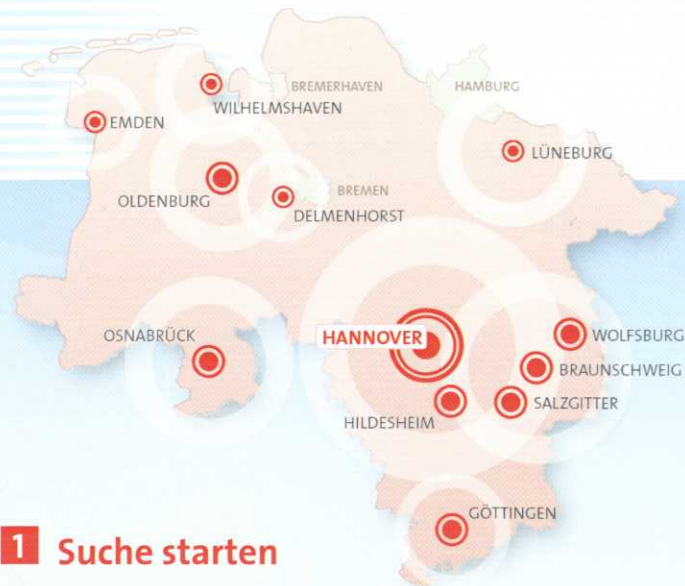 BREMERHAVEN
HAMBURG
WILHELMSHAVEN
EMDEN
LÜNEBURG
BREMEN
OLDENBURG
DELMENHORST
OSNABRÜCK
HANNOVER
WOLFSBURG
BRAUNSCHWEIG
SALZGITTER
HILDESHEIM
GÖTTINGEN
1 Suche starten